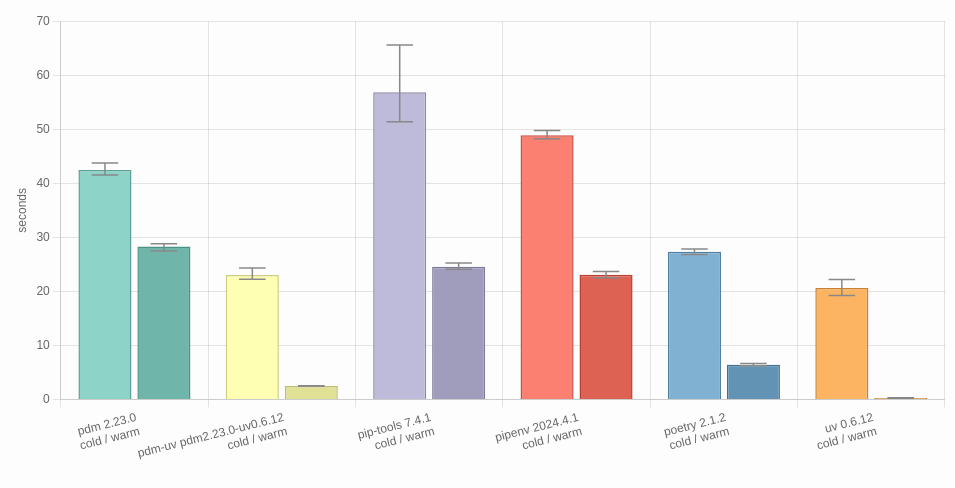 70
60
50
40
30
20
10
0
seconds
pdm 2.23.0
cold / warm
pdm-uv pdm2.23.0-uv0.6.12
cold / warm
pip-tools 7.4.1
cold / warm
pipenv 2024.4.1
cold / warm
poetry 2.1.2
cold / warm
uv 0.6.12
cold / warm